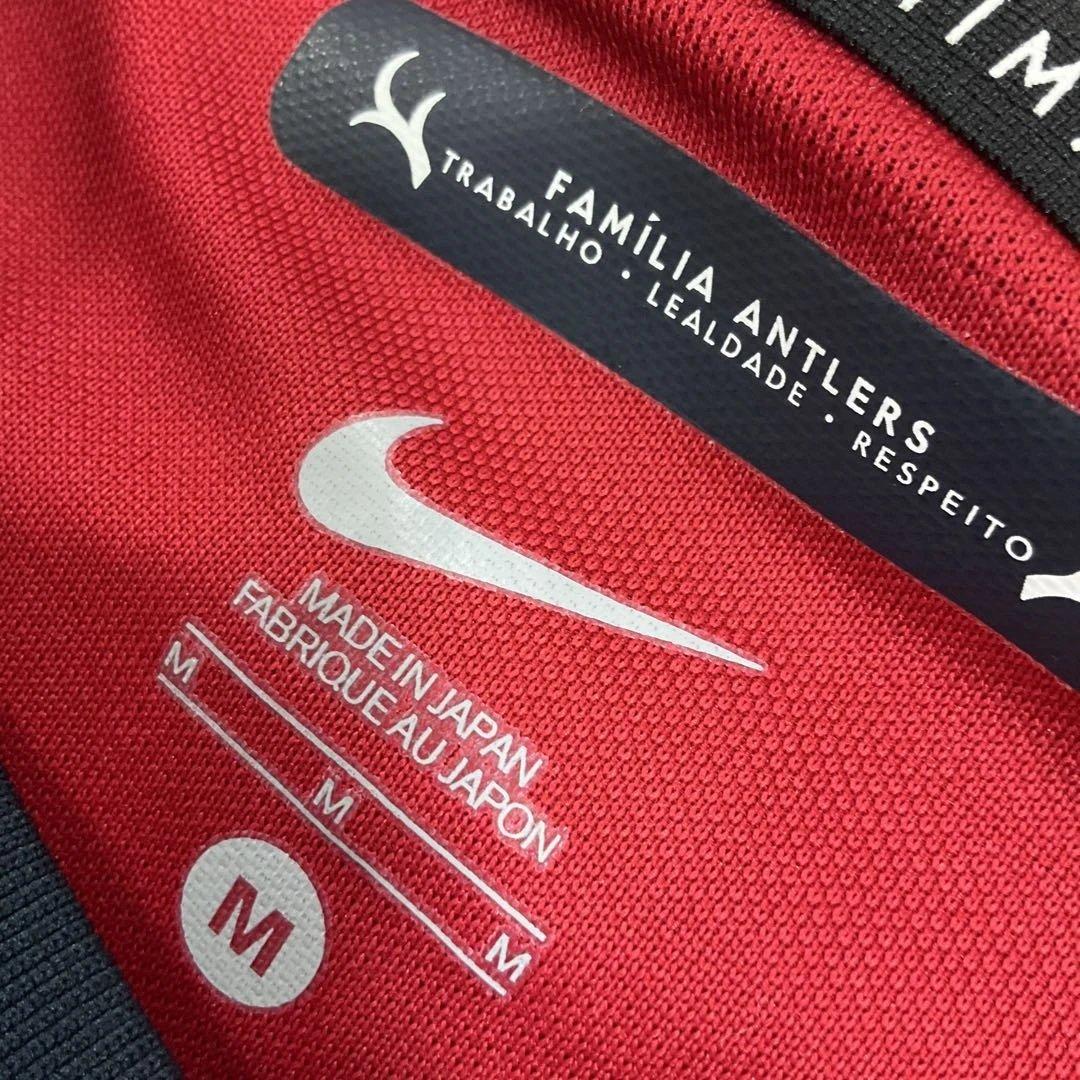 FAMÍLIA ANTLERS
TRABALHO · LEALDADE · RESPEITO
MADE IN JAPAN
FABRIQUE AU JAPON
M
M
M
M